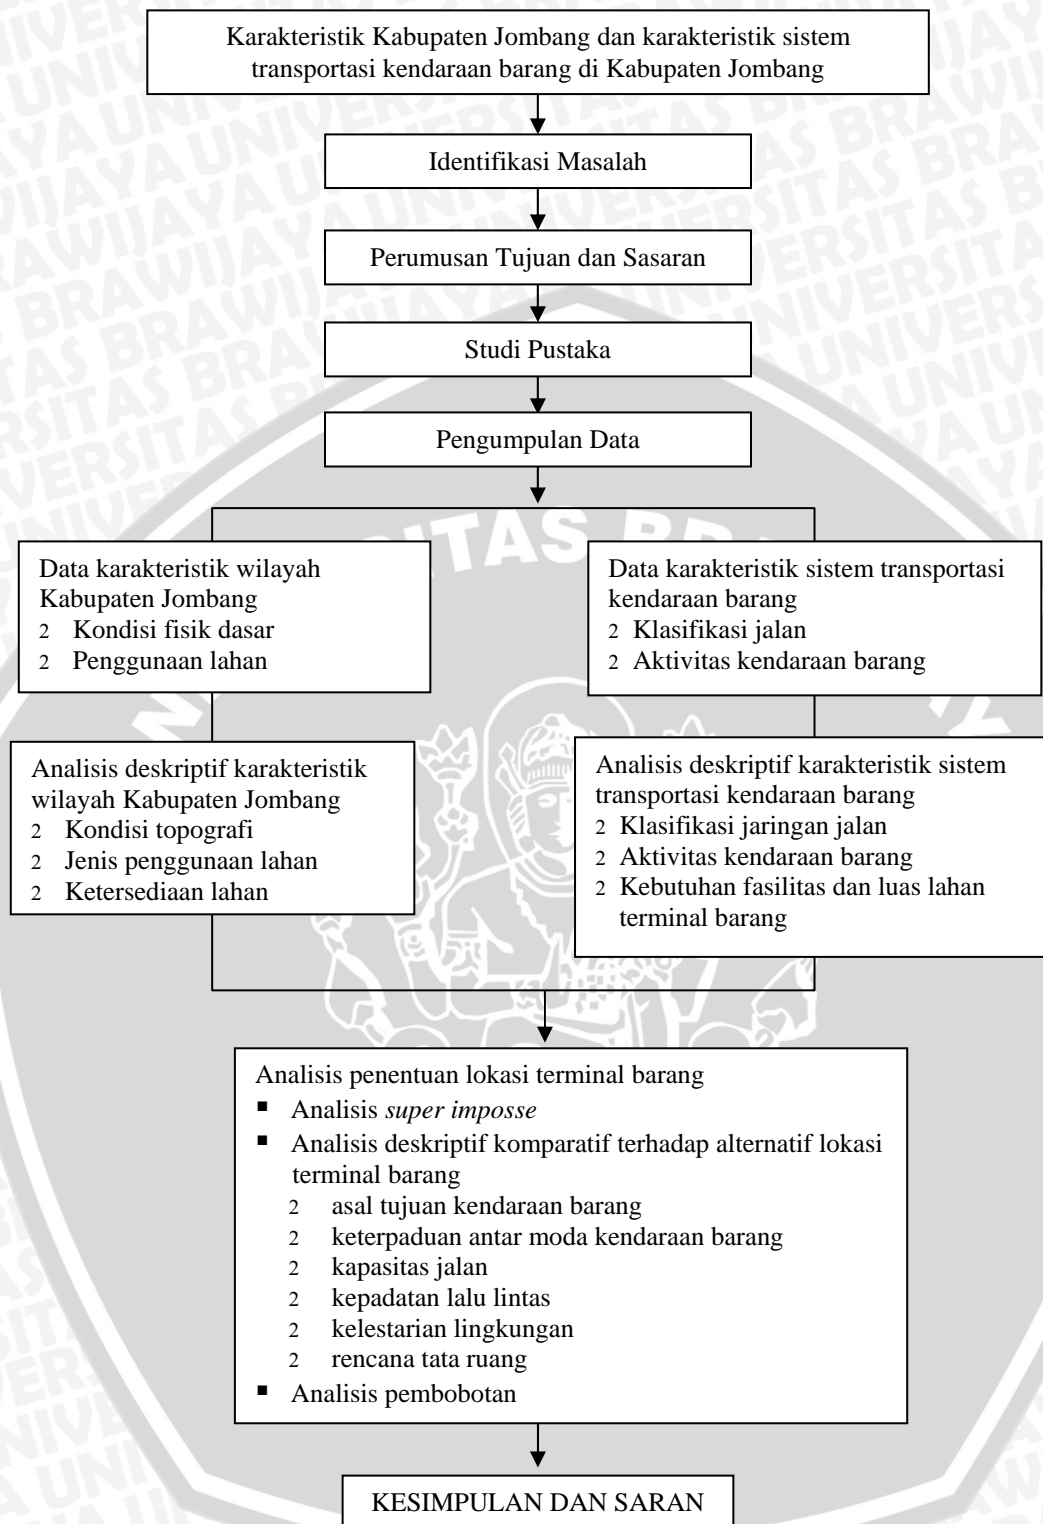 Karakteristik Kabupaten Jombang dan karakteristik sistem
transportasi kendaraan barang di Kabupaten Jombang
Identifikasi Masalah
Perumusan Tujuan dan Sasaran
Studi Pustaka
Pengumpulan Data
Data karakteristik wilayah
Kabupaten Jombang
2 Kondisi fisik dasar
2 Penggunaan lahan
Data karakteristik sistem transportasi
kendaraan barang
2 Klasifikasi jalan
2 Aktivitas kendaraan barang
Analisis deskriptif karakteristik
wilayah Kabupaten Jombang
2 Kondisi topografi
2 Jenis penggunaan lahan
2 Ketersediaan lahan
Analisis deskriptif karakteristik sistem
transportasi kendaraan barang
2 Klasifikasi jaringan jalan
2 Aktivitas kendaraan barang
2 Kebutuhan fasilitas dan luas lahan
terminal barang
Analisis penentuan lokasi terminal barang
▪ Analisis super imposse
▪ Analisis deskriptif komparatif terhadap alternatif lokasi
terminal barang
2 asal tujuan kendaraan barang
2 keterpaduan antar moda kendaraan barang
2 kapasitas jalan
2 kepadatan lalu lintas
2 kelestarian lingkungan
2 rencana tata ruang
▪ Analisis pembobotan
KESIMPULAN DAN SARAN